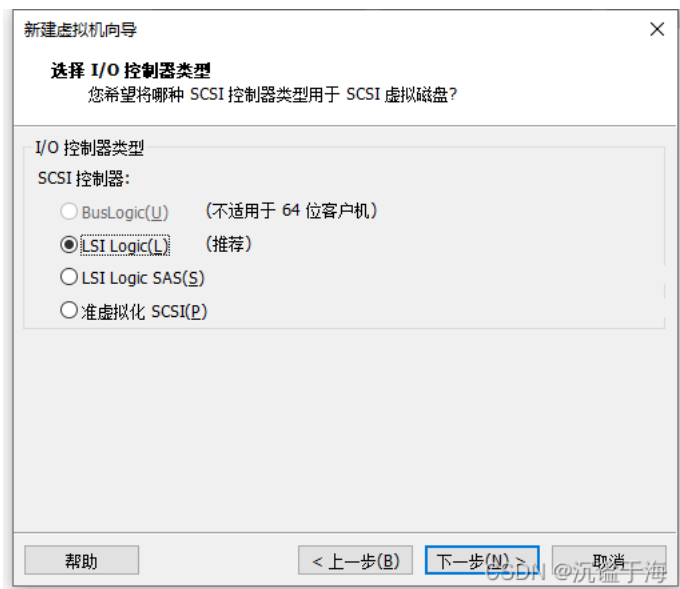 新建虚拟机向导
选择 I/O 控制器类型
您希望将哪种 SCSI 控制器类型用于 SCSI 虚拟磁盘?
I/O 控制器类型
SCSI 控制器:
BusLogic(U) (不适用于 64 位客户机)
LSI Logic(L) (推荐)
LSI Logic SAS(S)
准虚拟化 SCSI(P)
帮助 < 上一步(B) 下一步(N) > 取消
CSDN @沉谧于海